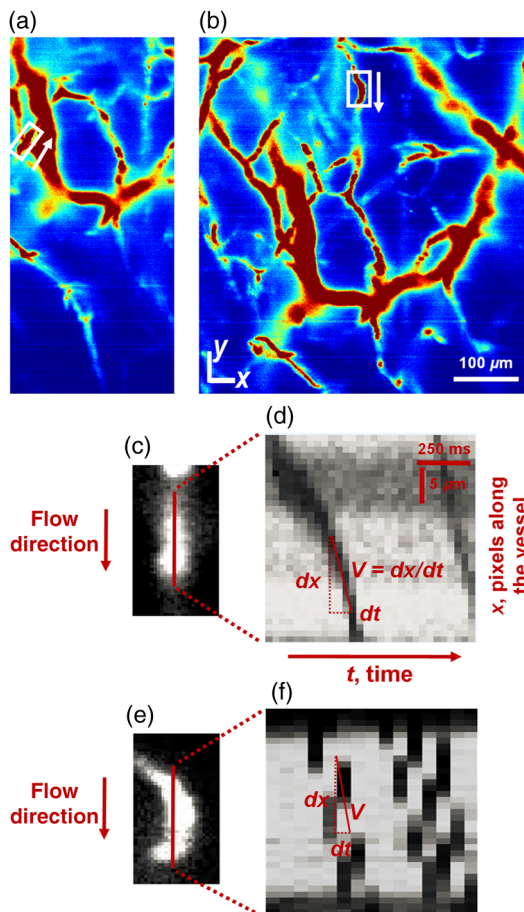 (a)
(b)
y
x
100 µm
(c)
(d)
Flow
direction
250 ms
5 µm
dx
V = dx/dt
dt
x, pixels along
the vessel
t, time
(e)
(f)
Flow
direction
dx
V
dt